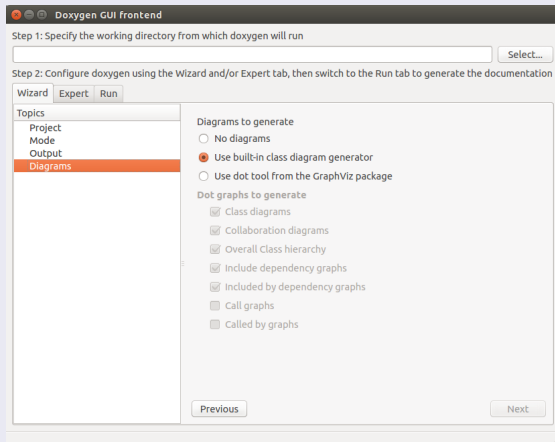 Doxygen GUI frontend
Step 1: Specify the working directory from which doxygen will run
Select...
Step 2: Configure doxygen using the Wizard and/or Expert tab, then switch to the Run tab to generate the documentation
Wizard Expert Run
Topics
Project
Mode
Output
Diagrams
Diagrams to generate
No diagrams
Use built-in class diagram generator
Use dot tool from the GraphViz package
Dot graphs to generate
Class diagrams
Collaboration diagrams
Overall Class hierarchy
Include dependency graphs
Included by dependency graphs
Call graphs
Called by graphs
Previous
Next